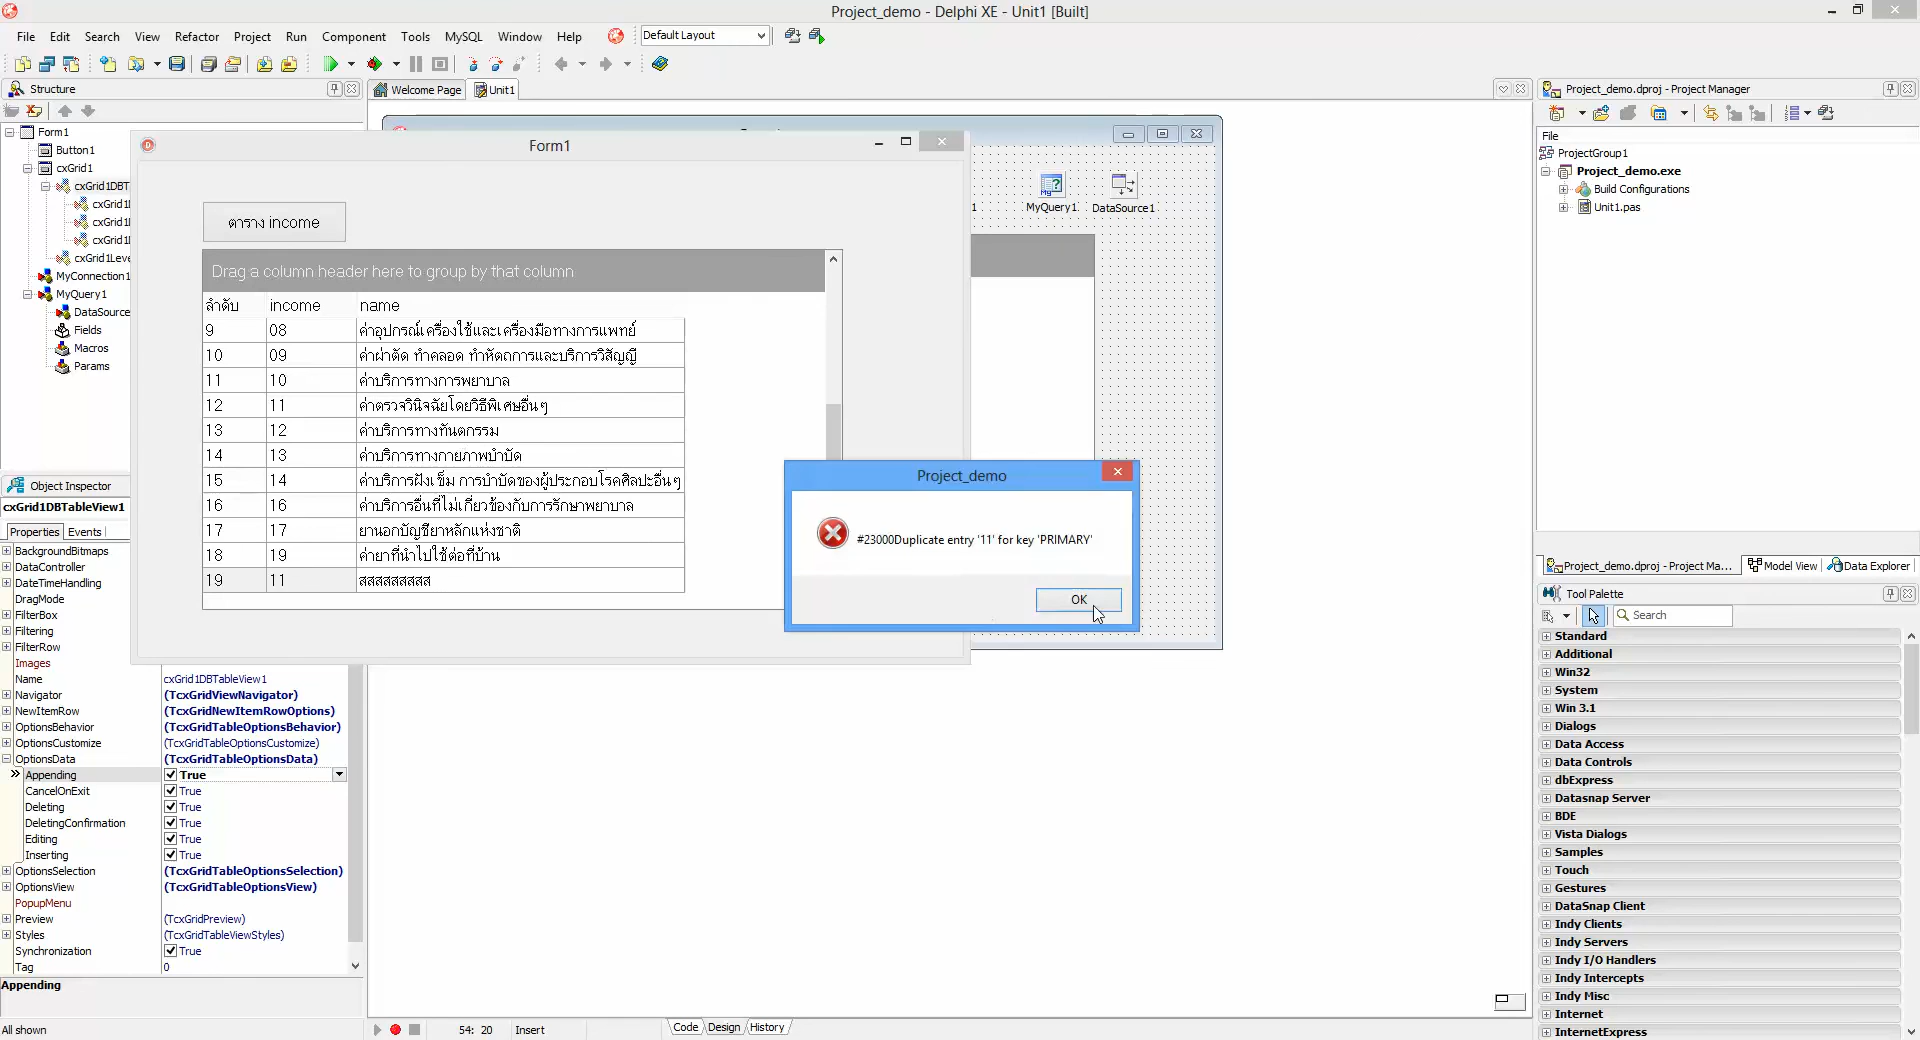 Project_demo - Delphi XE - Unit1 [Built]
File Edit Search View Refactor Project Run Component Tools MySQL Window Help Default Layout
Structure
Welcome Page Unit1
Project_demo.dproj - Project Manager
File
ProjectGroup1
Project_demo.exe
Build Configurations
Unit1.pas
Form1
Button1
cxGrid1
cxGrid1DBT
cxGrid1I
cxGrid1I
cxGrid1I
cxGrid1Leve
MyConnection1
MyQuery1
DataSource
Fields
Macros
Params
Form1
MyQuery1
DataSource1
ตาราง income
Drag a column header here to group by that column
ลำดับ income name
9 08 ค่าอุปกรณ์เครื่องใช้และเครื่องมือทางการแพทย์
10 09 ค่าผ่าตัด ทำคลอด ทำหัตถการและบริการวิสัญญี
11 10 ค่าบริการทางการพยาบาล
12 11 ค่าตรวจวินิจฉัยโดยวิธีพิเศษอื่นๆ
13 12 ค่าบริการทางทันตกรรม
14 13 ค่าบริการทางกายภาพบำบัด
15 14 ค่าบริการฝังเข็ม การบำบัดของผู้ประกอบโรคศิลปะอื่นๆ
16 16 ค่าบริการอื่นที่ไม่เกี่ยวข้องกับการรักษาพยาบาล
17 17 ยานอกบัญชียาหลักแห่งชาติ
18 19 ค่ายาที่นำไปใช้ต่อที่บ้าน
19 11 สสสสสสสสส
Project_demo
#23000Duplicate entry '11' for key 'PRIMARY'
OK
Object Inspector
cxGrid1DBTableView1
Properties Events
BackgroundBitmaps
DataController
DateTimeHandling
DragMode
FilterBox
Filtering
FilterRow
Images
Name cxGrid1DBTableView1
Navigator (TcxGridViewNavigator)
NewItemRow (TcxGridNewItemRowOptions)
OptionsBehavior (TcxGridTableOptionsBehavior)
OptionsCustomize (TcxGridTableOptionsCustomize)
OptionsData (TcxGridTableOptionsData)
Appending True
CancelOnExit True
Deleting True
DeletingConfirmation True
Editing True
Inserting True
OptionsSelection (TcxGridTableOptionsSelection)
OptionsView (TcxGridTableOptionsView)
PopupMenu
Preview (TcxGridPreview)
Styles (TcxGridTableViewStyles)
Synchronization True
Tag 0
Appending
All shown
54: 20 Insert
Code Design History
Project_demo.dproj - Project Ma... Model View Data Explorer
Tool Palette
Search
Standard
Additional
Win32
System
Win 3.1
Dialogs
Data Access
Data Controls
dbExpress
Datasnap Server
BDE
Vista Dialogs
Samples
Touch
Gestures
DataSnap Client
Indy Clients
Indy Servers
Indy I/O Handlers
Indy Intercepts
Indy Misc
Internet
InternetExpress